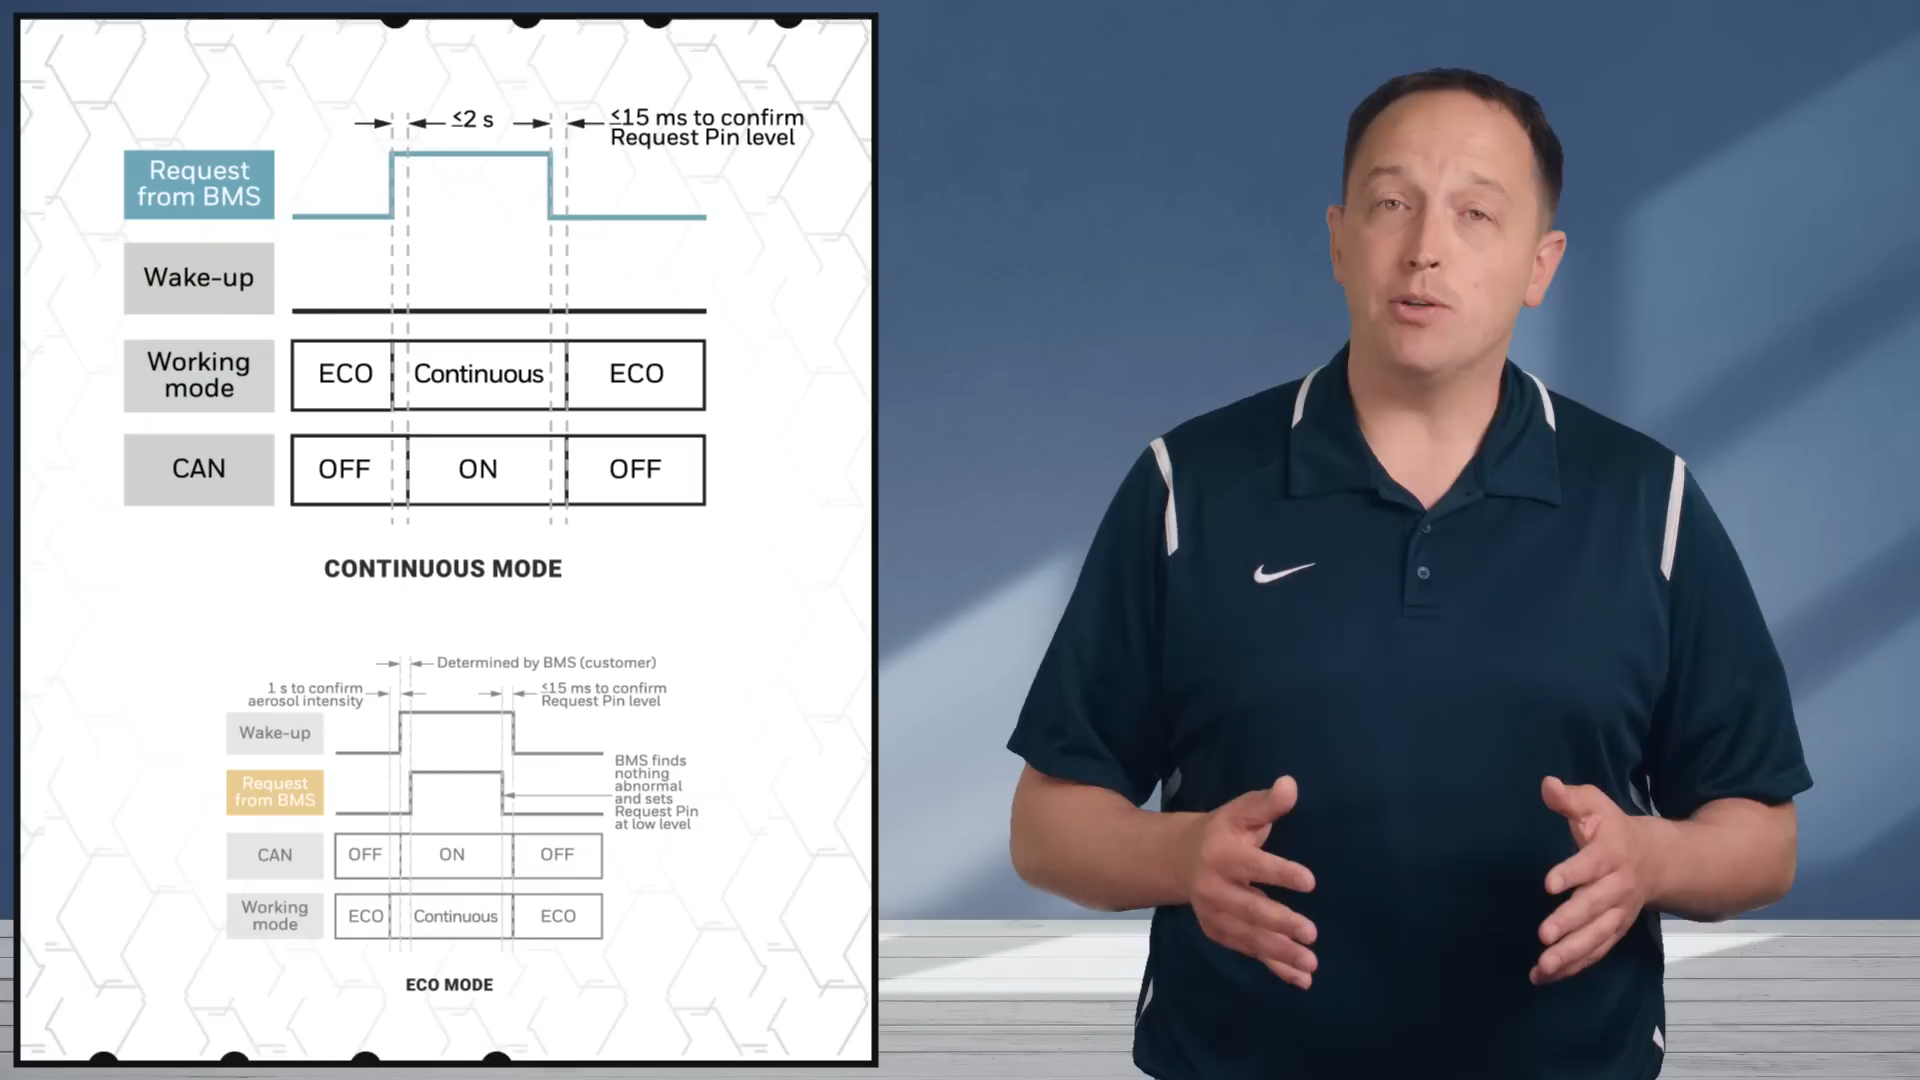 ≤2 s
≤15 ms to confirm
Request Pin level
Request
from BMS
Wake-up
Working
mode
ECO
Continuous
ECO
CAN
OFF
ON
OFF
CONTINUOUS MODE
Determined by BMS (customer)
1 s to confirm
aerosol intensity
≤15 ms to confirm
Request Pin level
Wake-up
BMS finds
nothing
abnormal
and sets
Request Pin
at low level
Request
from BMS
CAN
OFF
ON
OFF
Working
mode
ECO
Continuous
ECO
ECO MODE